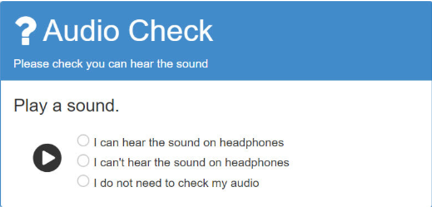 ? Audio Check
Please check you can hear the sound
Play a sound.
I can hear the sound on headphones
I can't hear the sound on headphones
I do not need to check my audio